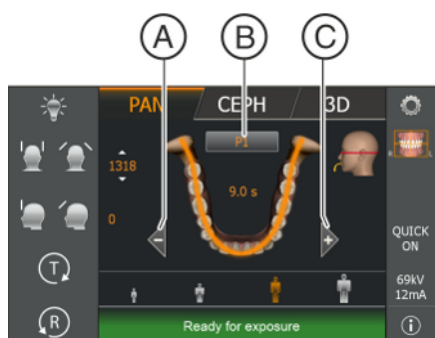 A B C
PAN CEPH 3D
P1
1318
9.0 s
R L
0
- +
QUICK
ON
T
69kV
12mA
R
Ready for exposure
i